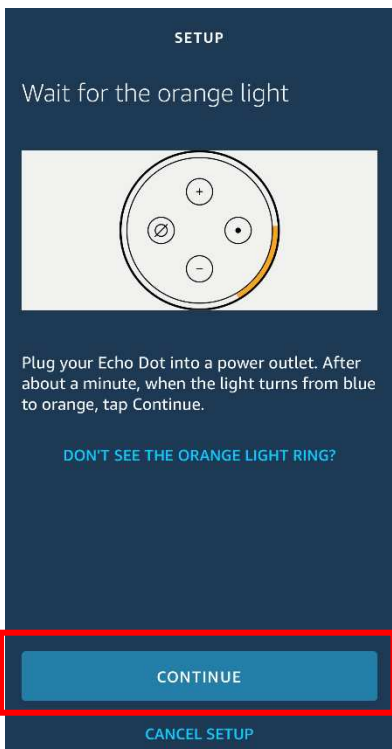 SETUP
Wait for the orange light
Plug your Echo Dot into a power outlet. After
about a minute, when the light turns from blue
to orange, tap Continue.
DON'T SEE THE ORANGE LIGHT RING?
CONTINUE
CANCEL SETUP